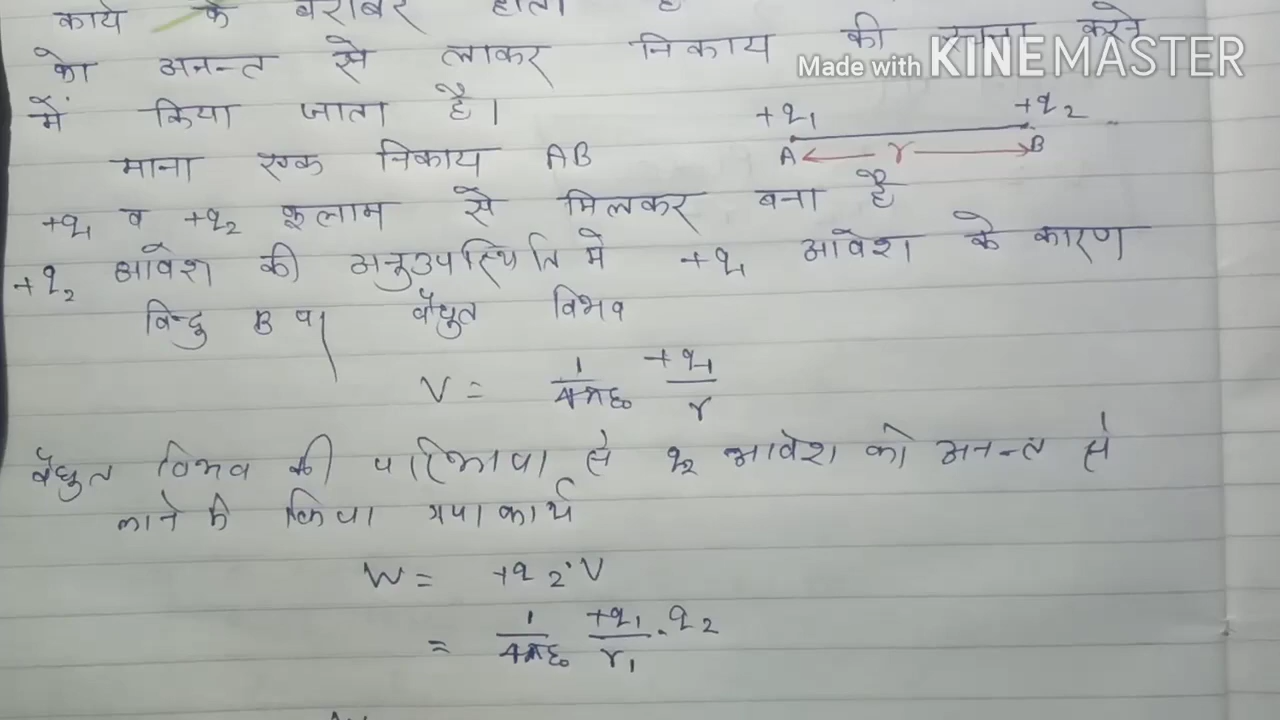 कार्य के बराबर होता है
को अनन्त से लाकर निकाय की रचना करने
Made with KINEMASTER
में किया जाता है।
+q₁ +q₂
माना एक निकाय AB
A r B
+q₁ व +q₂ कूलाम से मिलकर बना है
+q₂ आवेश की अनुउपस्थिति में +q₁ आवेश के कारण
बिन्दु B पर वैधुत विभव
V = 1/4πε₀ +q₁/r
वैधुत विभव की परिभाषा से q₂ आवेश को अनन्त से
लाने में किया गया कार्य
W = +q₂.V
= 1/4πε₀ +q₁/r₁ . q₂